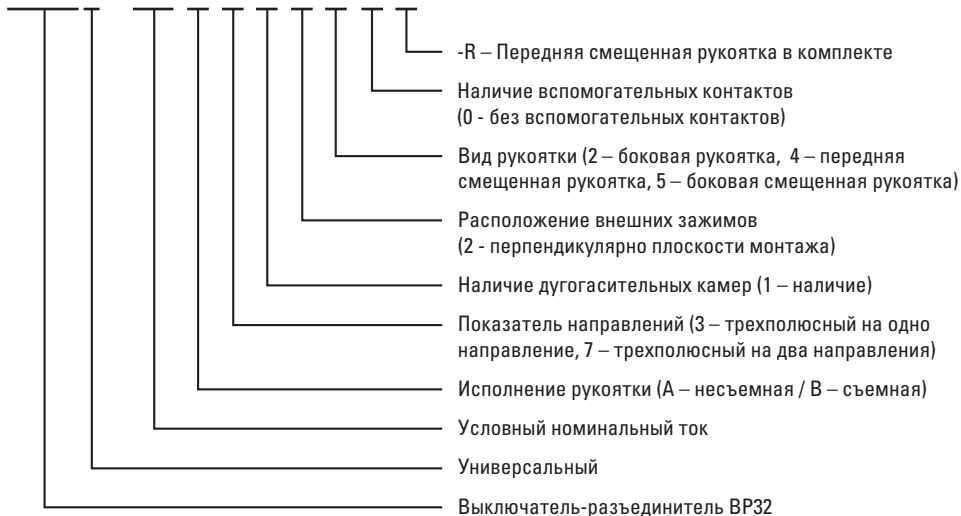 -R – Передняя смещенная рукоятка в комплекте
Наличие вспомогательных контактов
(0 - без вспомогательных контактов)
Вид рукоятки (2 – боковая рукоятка, 4 – передняя
смещенная рукоятка, 5 – боковая смещенная рукоятка)
Расположение внешних зажимов
(2 - перпендикулярно плоскости монтажа)
Наличие дугогасительных камер (1 – наличие)
Показатель направлений (3 – трехполюсный на одно
направление, 7 – трехполюсный на два направления)
Исполнение рукоятки (А – несъемная / В – съемная)
Условный номинальный ток
Универсальный
Выключатель-разъединитель ВР32